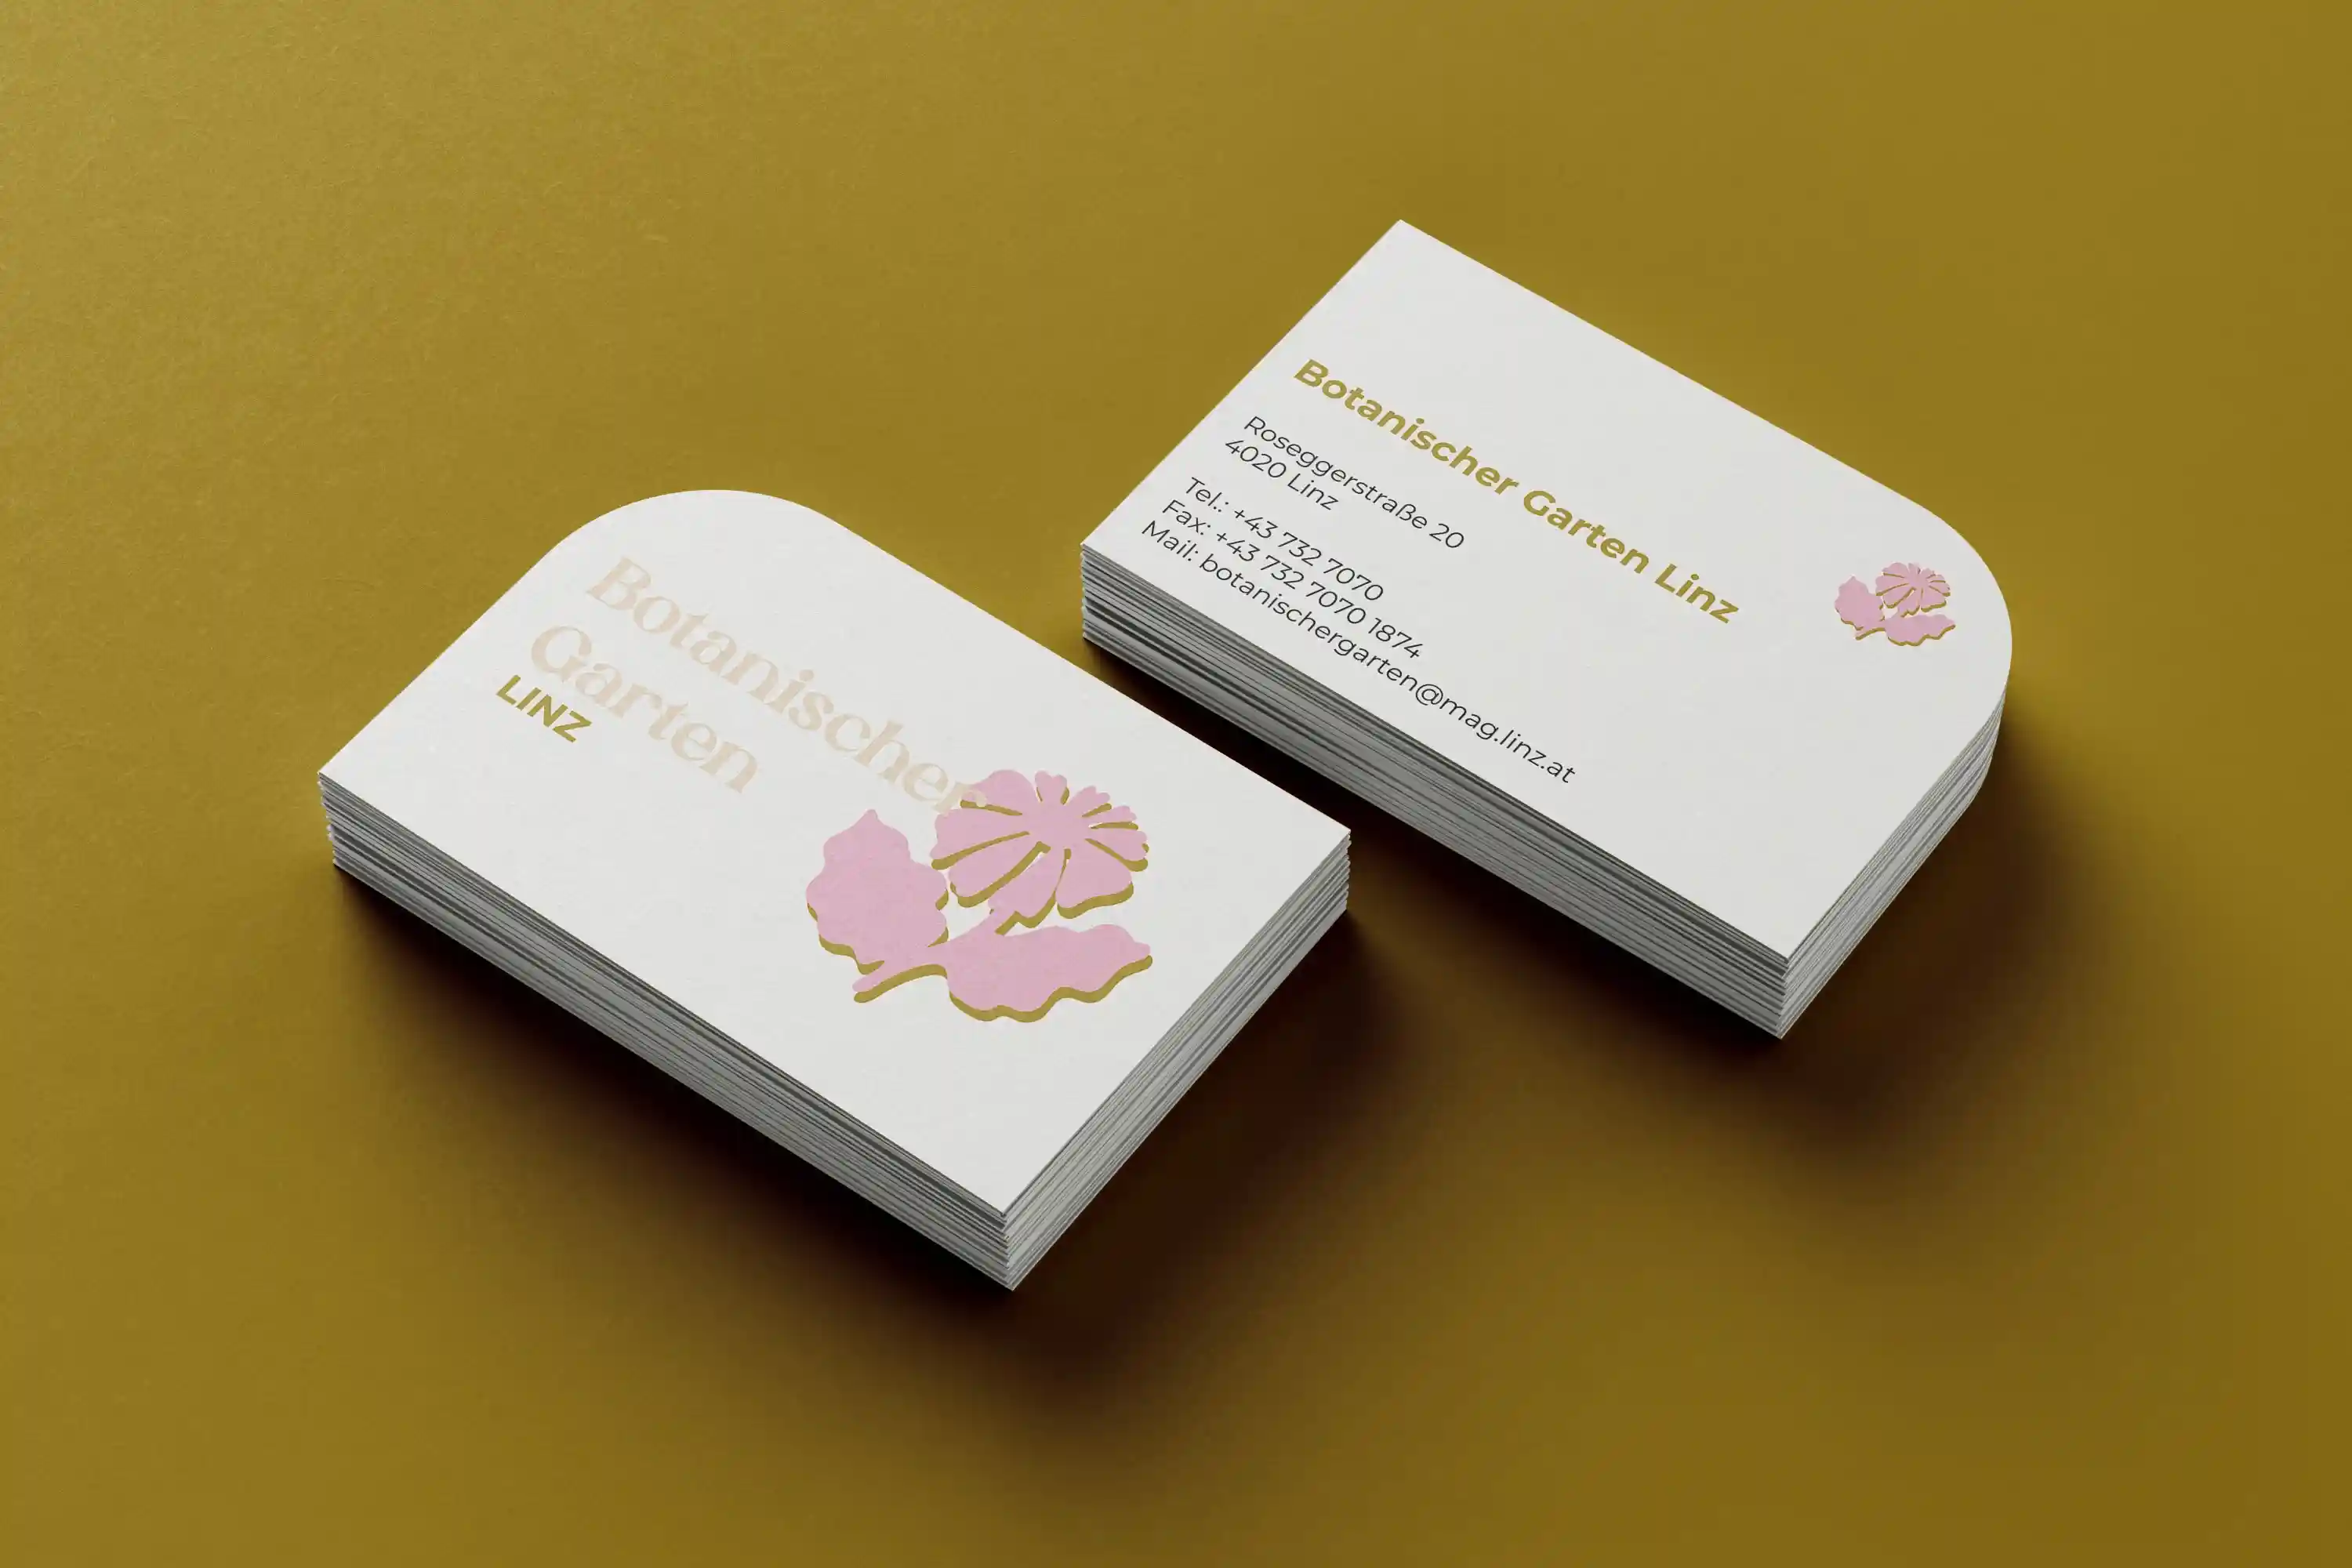 Botanischer
Garten
LINZ
Botanischer Garten Linz
Roseggerstraße 20
4020 Linz
Tel.: +43 732 7070
Fax: +43 732 7070 1874
Mail: botanischergarten@mag.linz.at